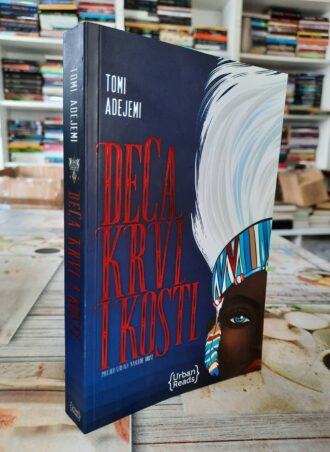 TOMI
ADEJEMI
DECA
KRVI
I KOSTI
{Urban
Reads}
TOMI ADEJEMI
DECA KRVI I KOSTI